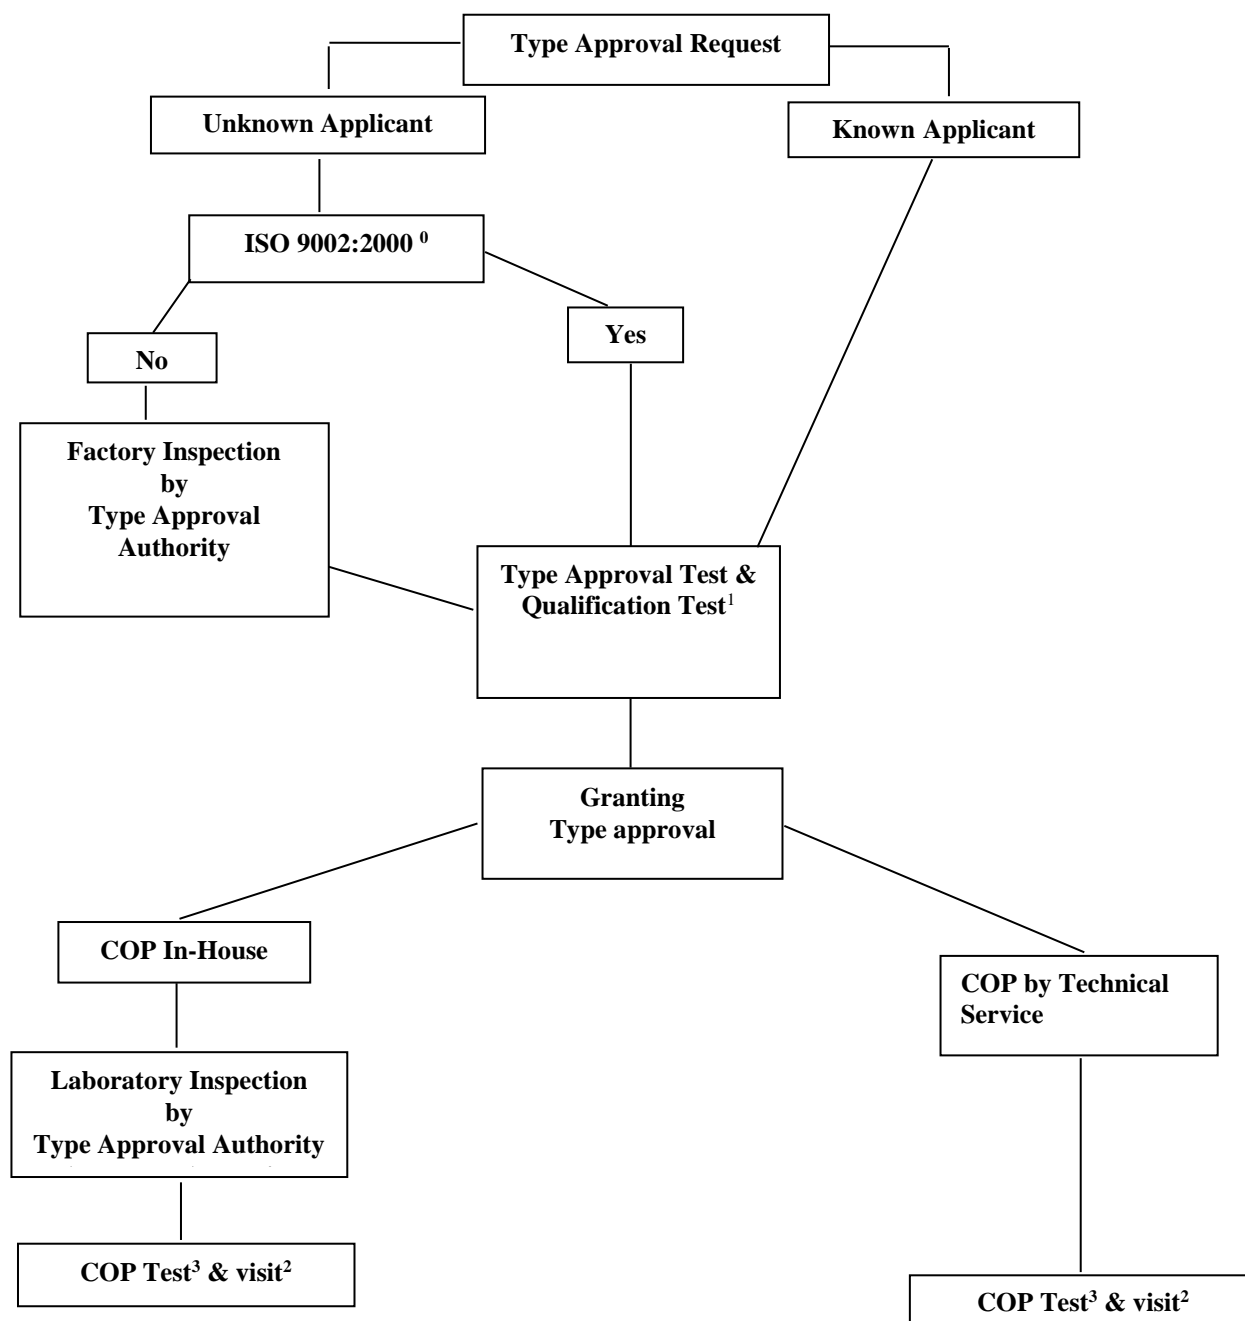 Type Approval Request
Unknown Applicant
Known Applicant
ISO 9002:2000 ⁰
Yes
No
Factory Inspection
by
Type Approval
Authority
Type Approval Test &
Qualification Test¹
Granting
Type approval
COP In-House
COP by Technical
Service
Laboratory Inspection
by
Type Approval Authority
COP Test³ & visit²
COP Test³ & visit²